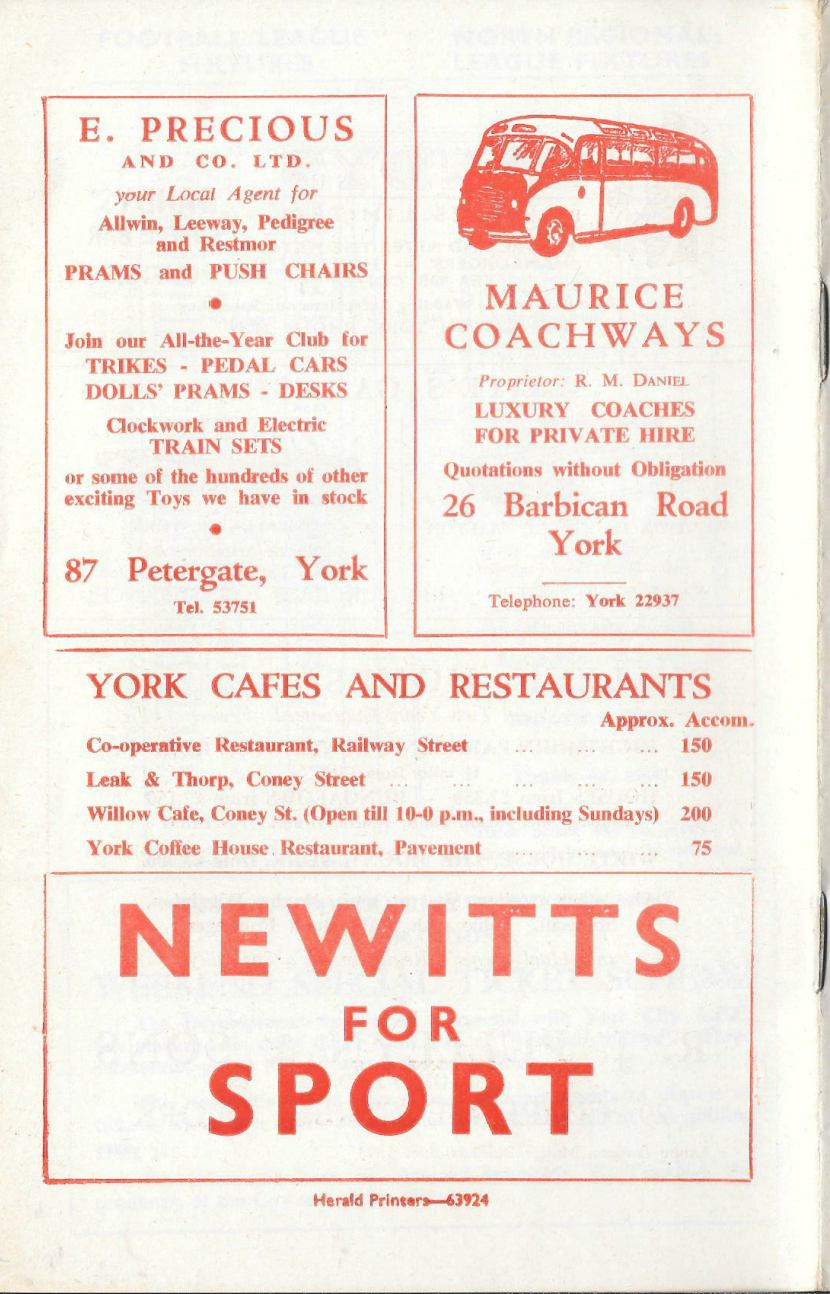 E. PRECIOUS
AND CO. LTD.
your Local Agent for
Allwin, Leeway, Pedigree
and Restmor
PRAMS and PUSH CHAIRS
•
Join our All-the-Year Club for
TRIKES - PEDAL CARS
DOLLS' PRAMS - DESKS
Clockwork and Electric
TRAIN SETS
or some of the hundreds of other
exciting Toys we have in stock
•
87 Petergate, York
Tel. 53751
MAURICE
COACHWAYS
Proprietor: R. M. DANIEL
LUXURY COACHES
FOR PRIVATE HIRE
Quotations without Obligation
26 Barbican Road
York
Telephone: York 22937
YORK CAFES AND RESTAURANTS
Approx. Accom.
Co-operative Restaurant, Railway Street ... ... ... 150
Leak & Thorp, Coney Street ... ... ... ... ... 150
Willow Cafe, Coney St. (Open till 10-0 p.m., including Sundays) 200
York Coffee House Restaurant, Pavement ... ... ... 75
NEWITTS
FOR
SPORT
Herald Printers—63924